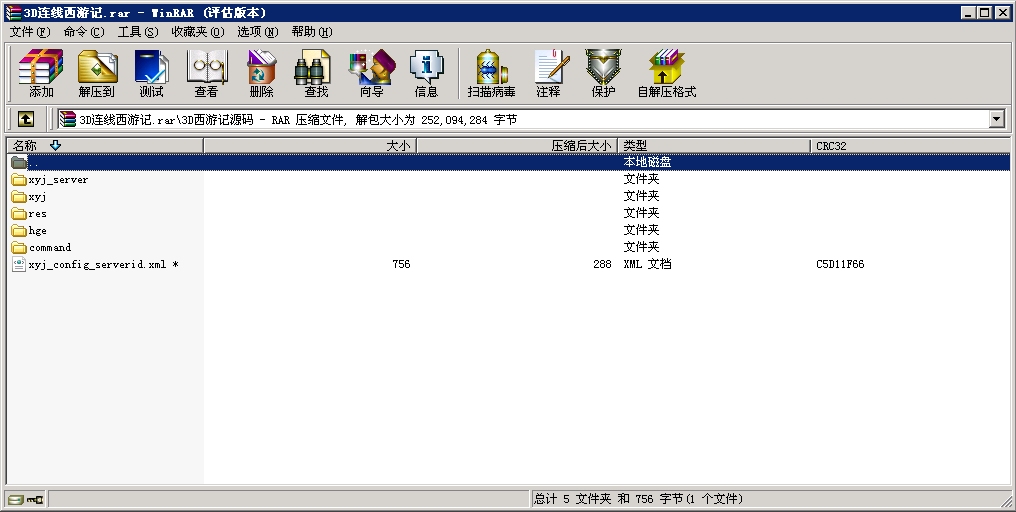 3D连线西游记.rar - WinRAR (评估版本)
文件(F) 命令(C) 工具(S) 收藏夹(O) 选项(N) 帮助(H)
添加 解压到 测试 查看 删除 查找 向导 信息 扫描病毒 注释 保护 自解压格式
3D连线西游记.rar\3D西游记源码 - RAR 压缩文件, 解包大小为 252,094,284 字节
名称 大小 压缩后大小 类型 CRC32
.. 本地磁盘
xyj_server 文件夹
xyj 文件夹
res 文件夹
hge 文件夹
command 文件夹
xyj_config_serverid.xml * 756 288 XML 文档 C5D11F66
总计 5 文件夹 和 756 字节(1 个文件)